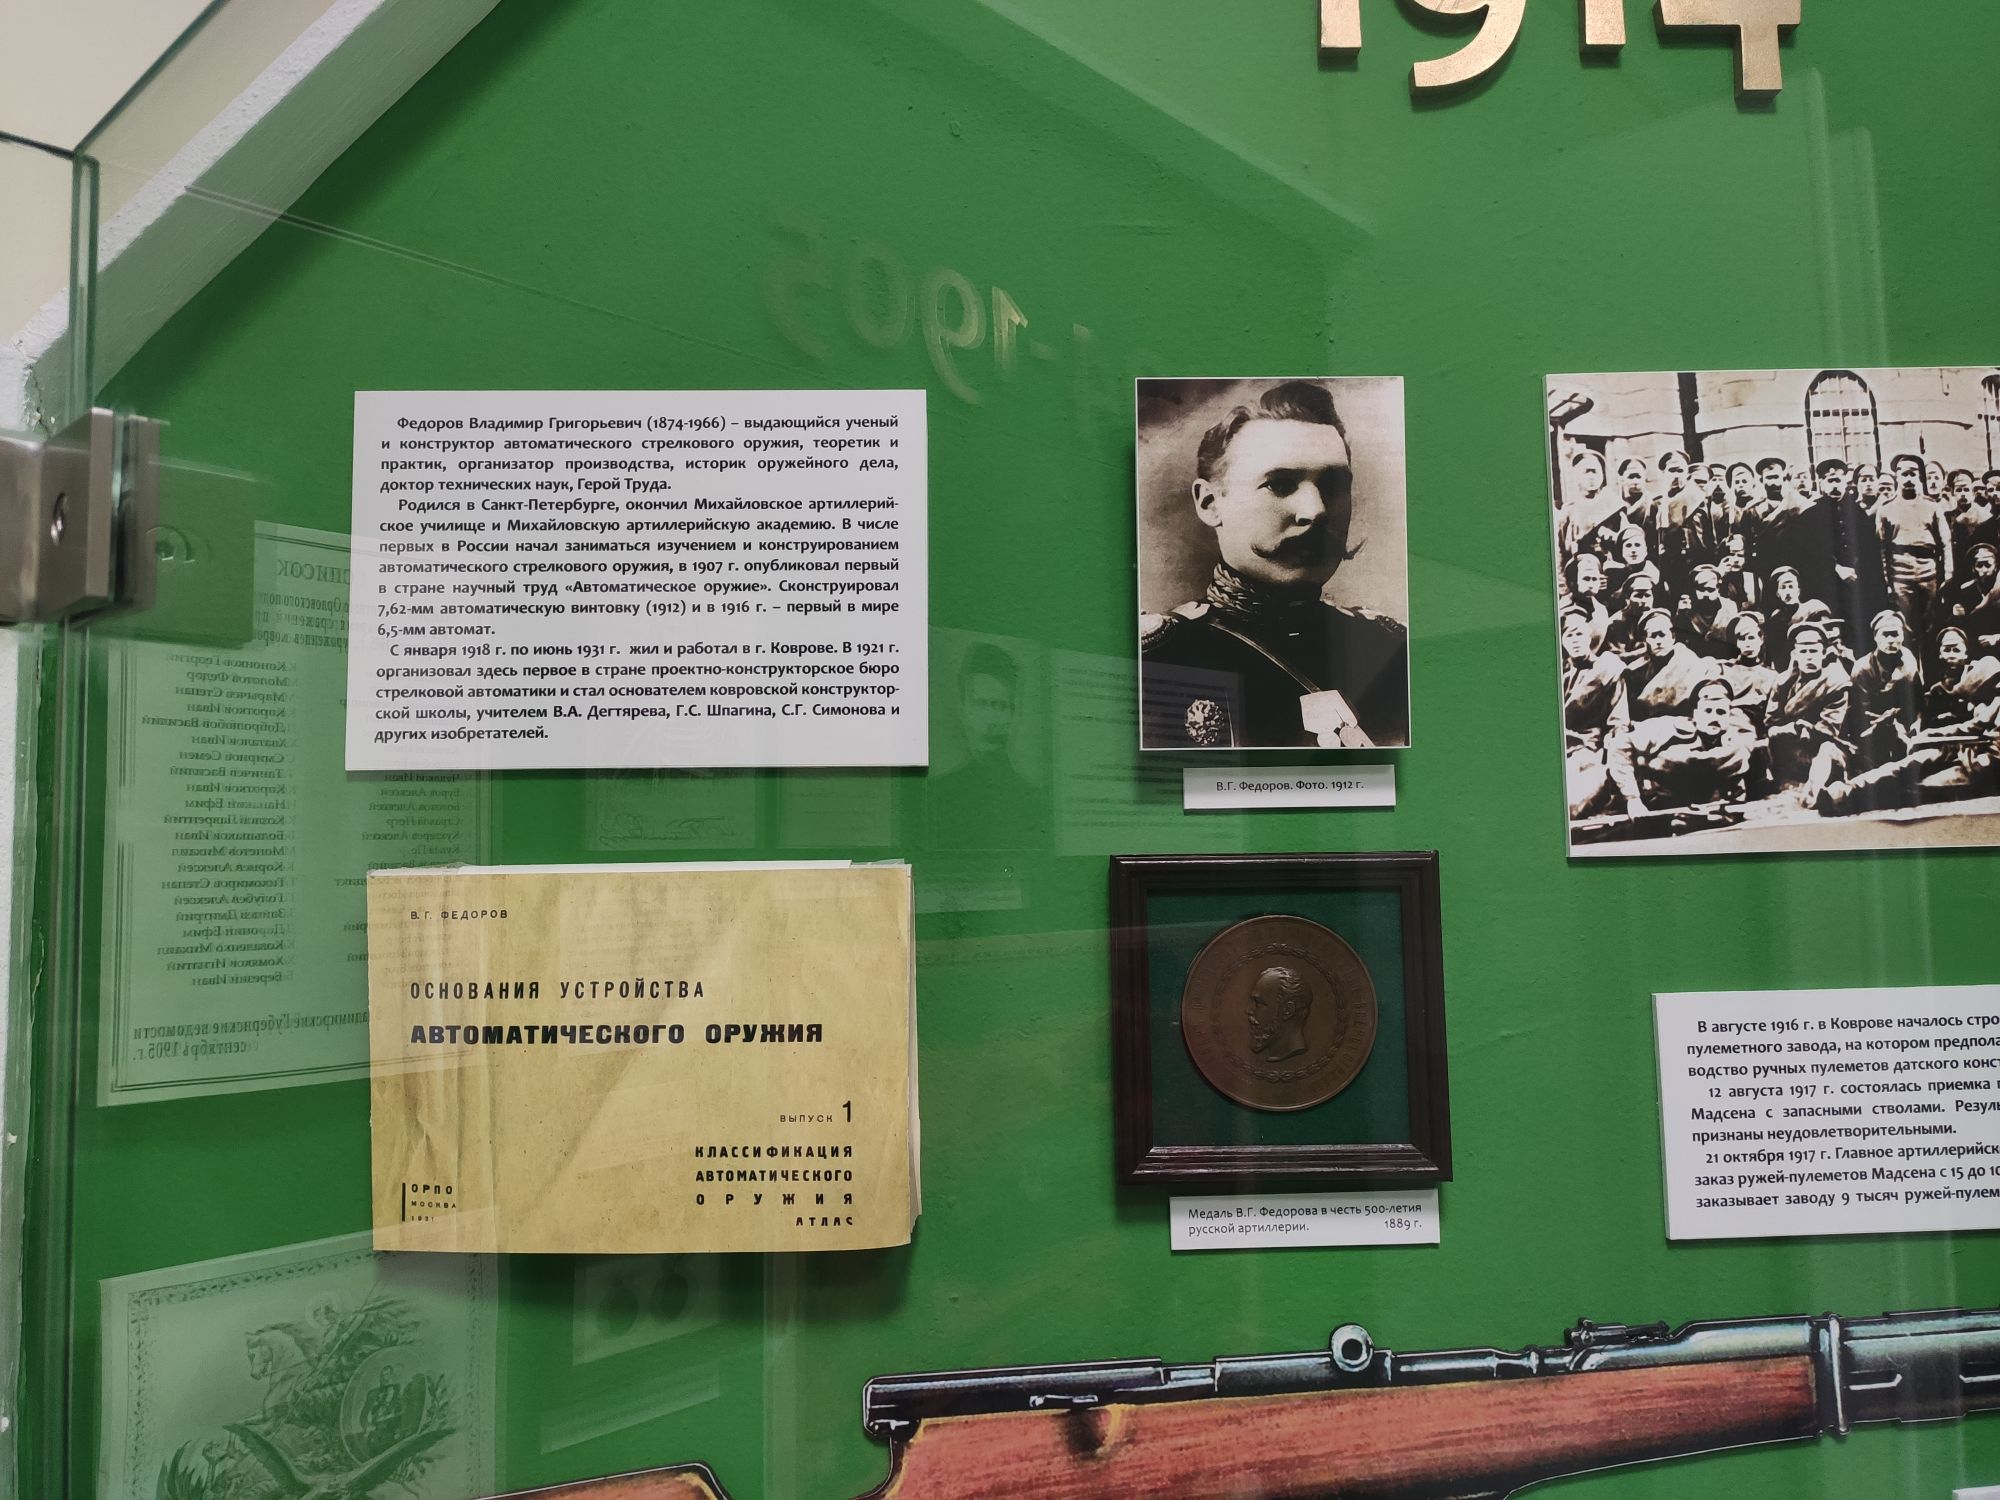 1914
Федоров Владимир Григорьевич (1874-1966) – выдающийся ученый
и конструктор автоматического стрелкового оружия, теоретик и
практик, организатор производства, историк оружейного дела,
доктор технических наук, Герой Труда.
Родился в Санкт-Петербурге, окончил Михайловское артиллерий-
ское училище и Михайловскую артиллерийскую академию. В числе
первых в России начал заниматься изучением и конструированием
автоматического стрелкового оружия, в 1907 г. опубликовал первый
в стране научный труд «Автоматическое оружие». Сконструировал
7,62-мм автоматическую винтовку (1912) и в 1916 г. – первый в мире
6,5-мм автомат.
С января 1918 г. по июнь 1931 г. жил и работал в г. Коврове. В 1921 г.
организовал здесь первое в стране проектно-конструкторское бюро
стрелковой автоматики и стал основателем ковровской конструктор-
ской школы, учителем В.А. Дегтярева, Г.С. Шпагина, С.Г. Симонова и
других изобретателей.
В.Г. Федоров. Фото. 1912 г.
В. Г. ФЕДОРОВ
ОСНОВАНИЯ УСТРОЙСТВА
АВТОМАТИЧЕСКОГО ОРУЖИЯ
ВЫПУСК 1
КЛАССИФИКАЦИЯ
АВТОМАТИЧЕСКОГО
ОРУЖИЯ
АТЛАС
ОРПО
МОСКВА
1931
Медаль В.Г. Федорова в честь 500-летия
русской артиллерии. 1889 г.
В августе 1916 г. в Коврове началось стро
пулеметного завода, на котором предпола
водство ручных пулеметов датского конст
12 августа 1917 г. состоялась приемка
Мадсена с запасными стволами. Резуль
признаны неудовлетворительными.
21 октября 1917 г. Главное артиллерийск
заказ ружей-пулеметов Мадсена с 15 до 10
заказывает заводу 9 тысяч ружей-пулем